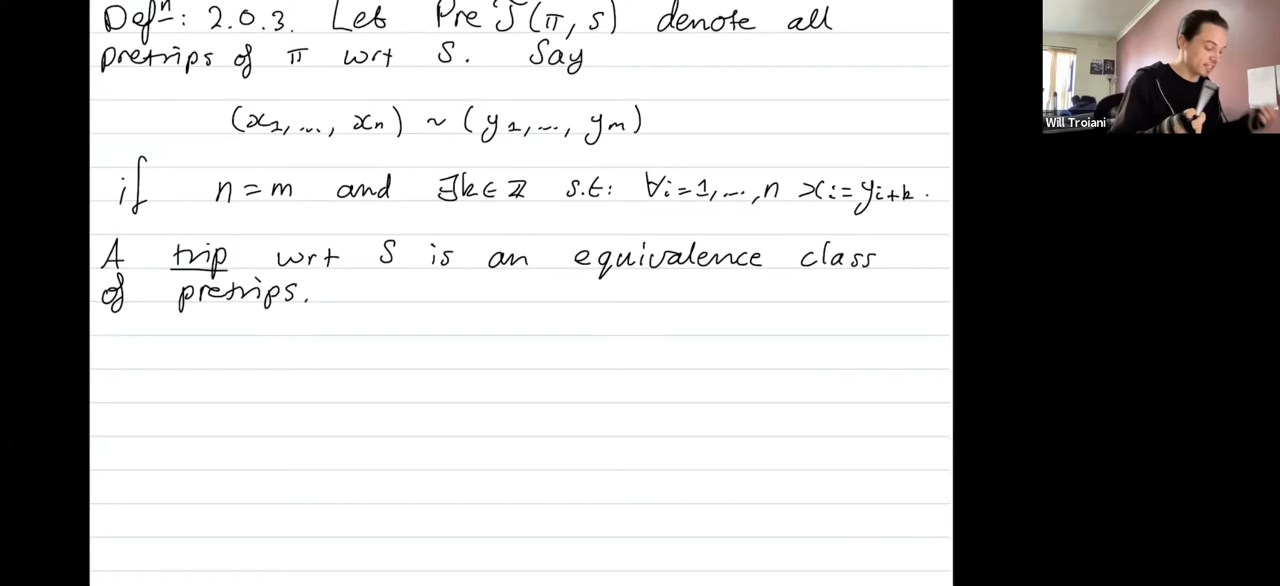 Defⁿ: 2.0.3. Let Pre𝒯(π, S) denote all
pretrips of π wrt S. Say
(x₁, ..., xₙ) ~ (y₁, ..., yₘ)
if n = m and ∃k ∈ ℤ s.t: ∀i = 1, ..., n xᵢ = yᵢ₊ₖ.
A trip wrt S is an equivalence class
of pretrips.
Will Troiani